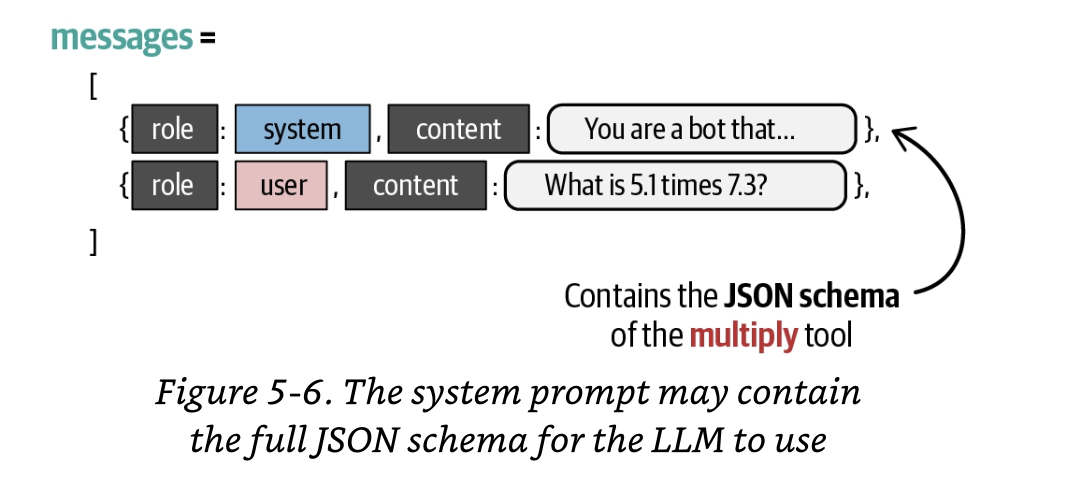 messages =
[
{ role : system , content : You are a bot that... },
{ role : user , content : What is 5.1 times 7.3? },
]
Contains the JSON schema
of the multiply tool
Figure 5-6. The system prompt may contain
the full JSON schema for the LLM to use